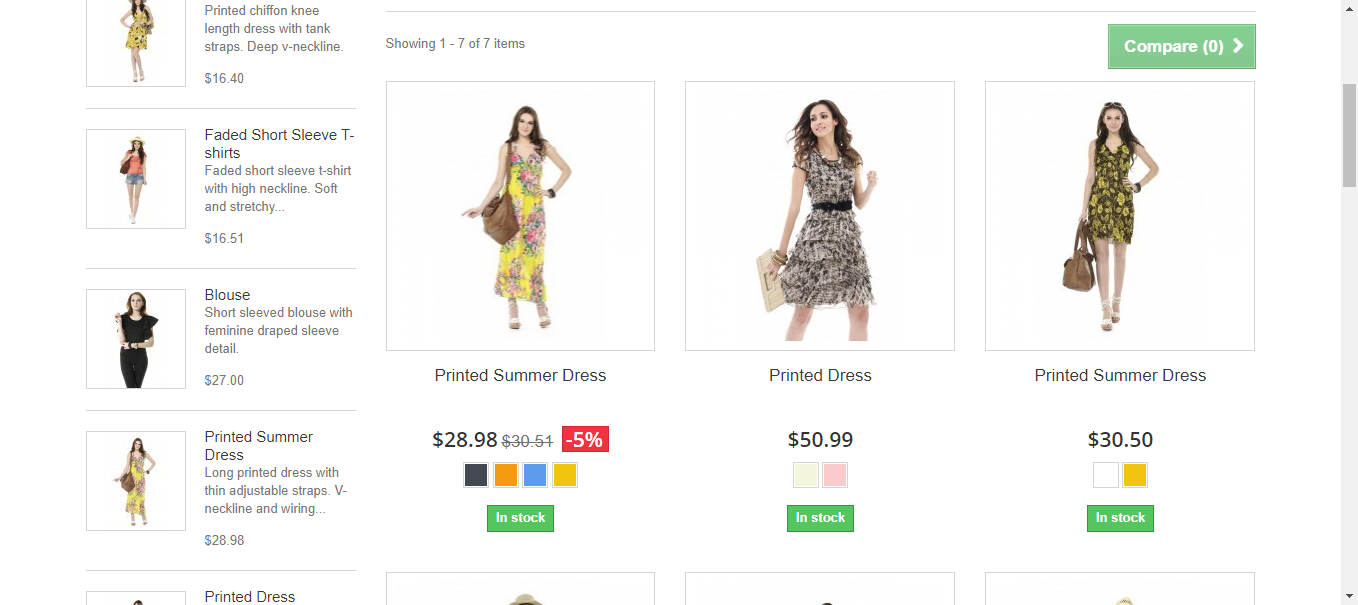 Printed chiffon knee
length dress with tank
straps. Deep v-neckline.
$16.40
Faded Short Sleeve T-
shirts
Faded short sleeve t-shirt
with high neckline. Soft
and stretchy...
$16.51
Blouse
Short sleeved blouse with
feminine draped sleeve
detail.
$27.00
Printed Summer
Dress
Long printed dress with
thin adjustable straps. V-
neckline and wiring...
$28.98
Printed Dress
Showing 1 - 7 of 7 items
Compare (0)
Printed Summer Dress
$28.98 $30.51 -5%
In stock
Printed Dress
$50.99
In stock
Printed Summer Dress
$30.50
In stock